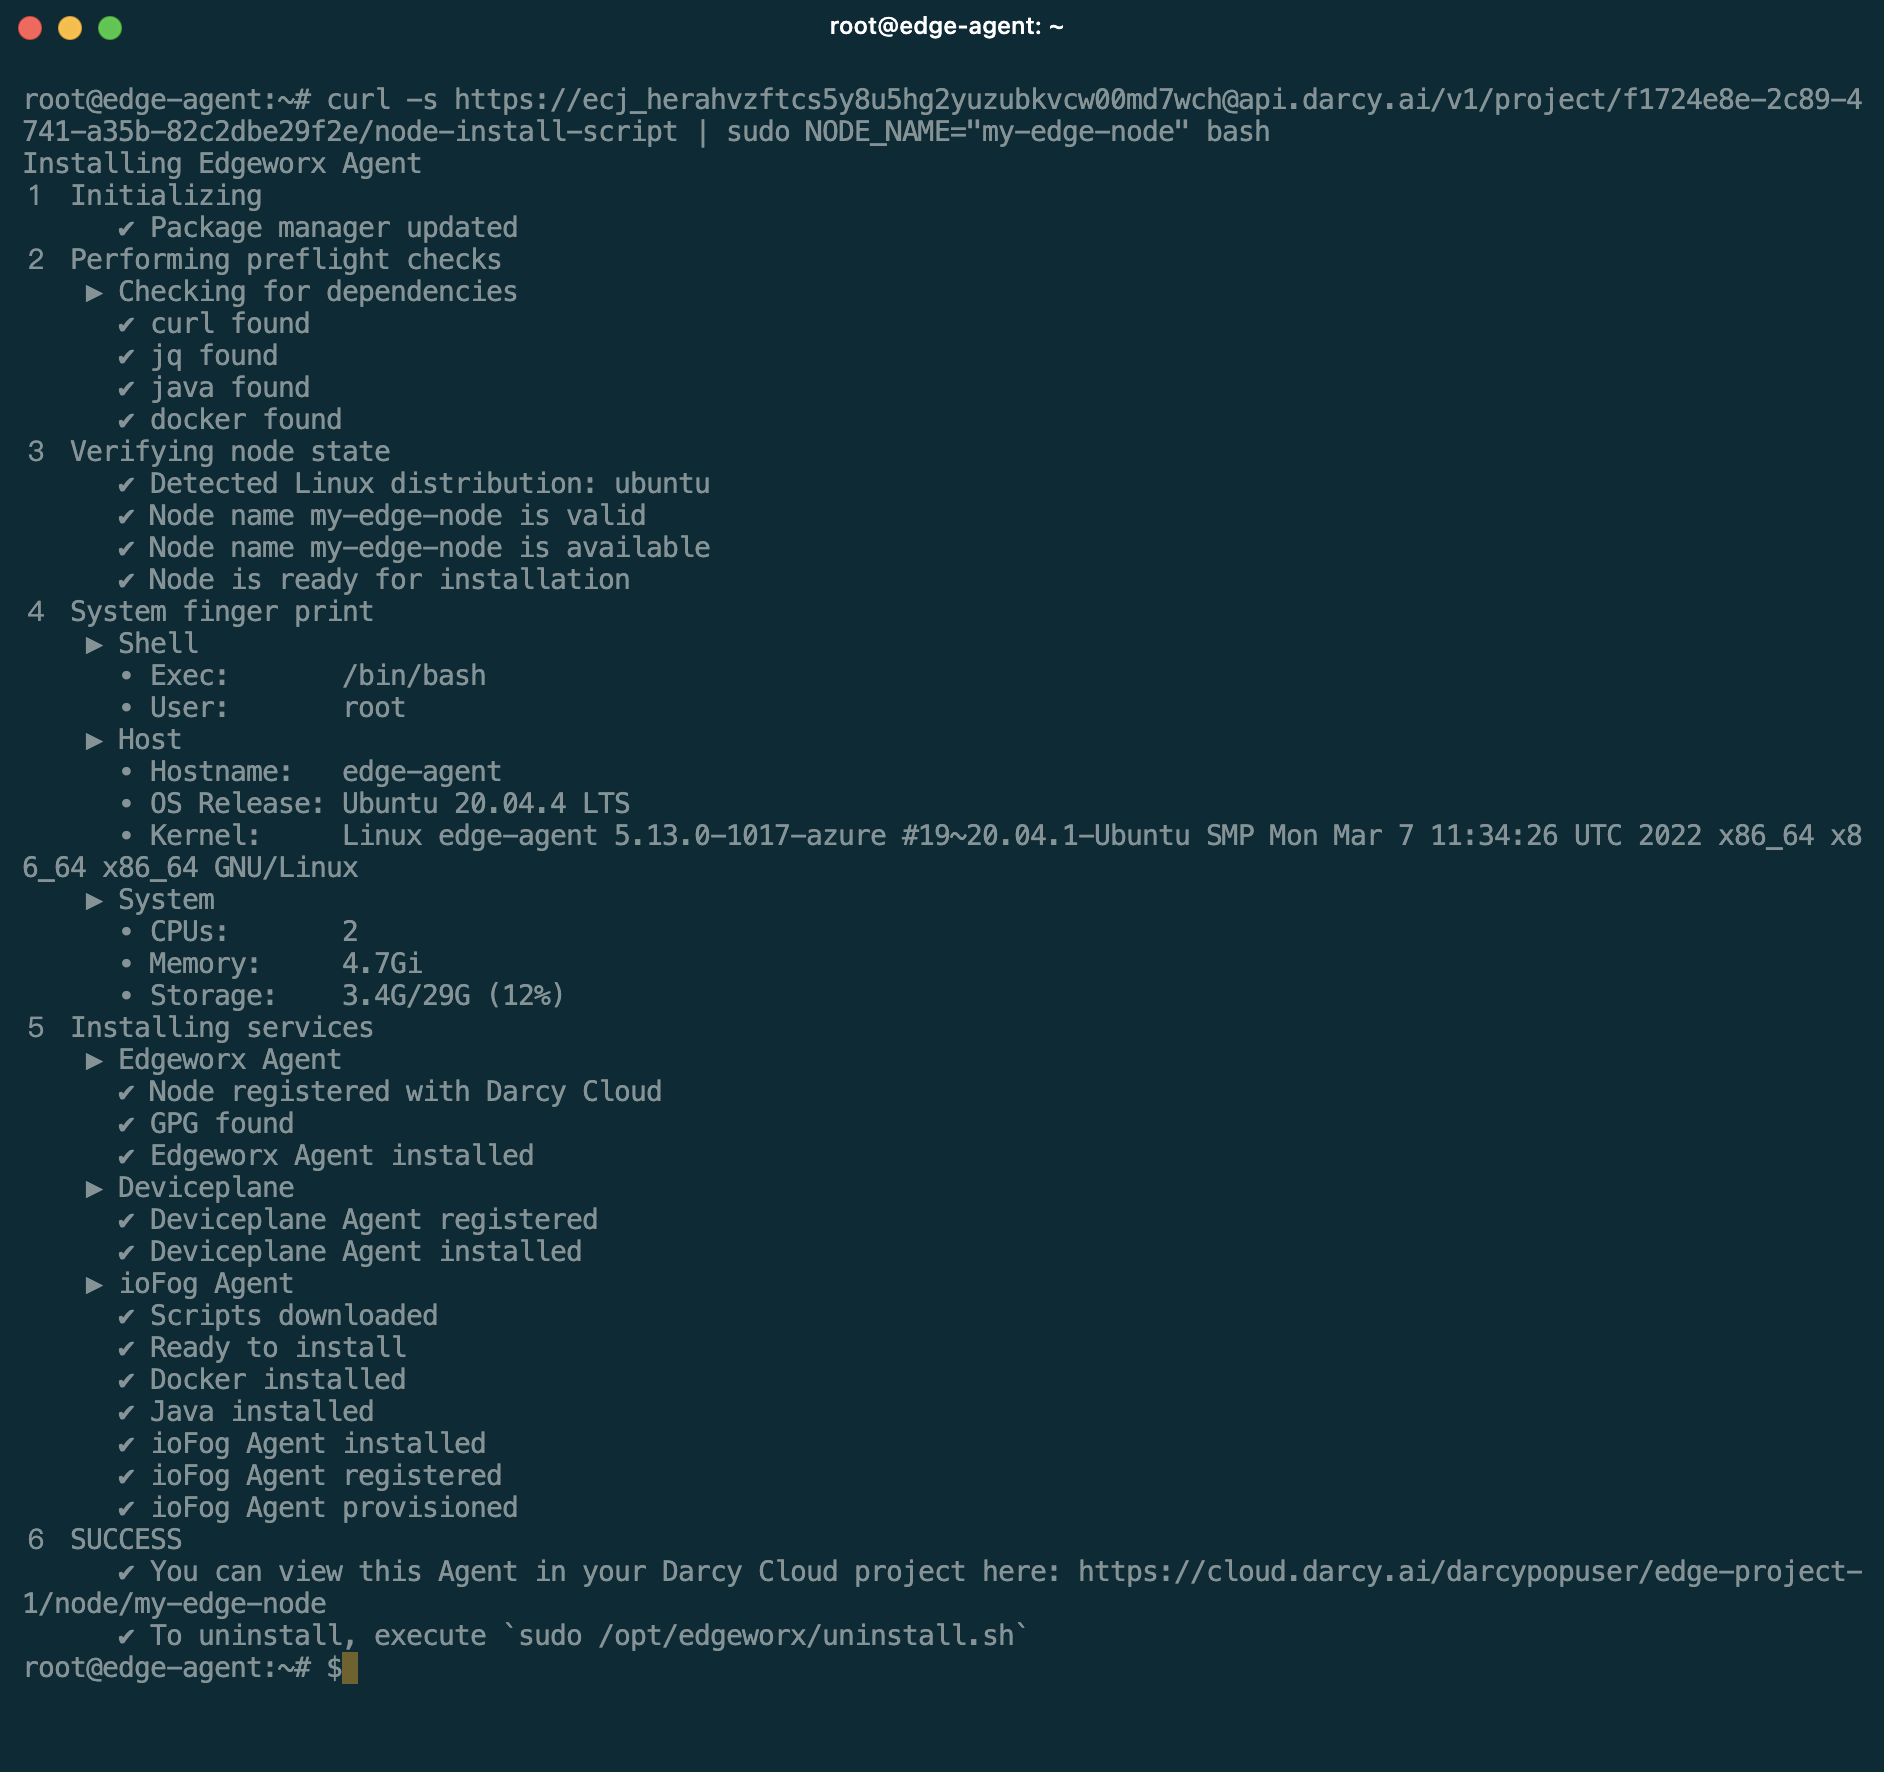 root@edge-agent: ~
root@edge-agent:~# curl -s https://ecj_herahvzftcs5y8u5hg2yuzubkvcw00md7wch@api.darcy.ai/v1/project/f1724e8e-2c89-4
741-a35b-82c2dbe29f2e/node-install-script | sudo NODE_NAME="my-edge-node" bash
Installing Edgeworx Agent
1 Initializing
✔ Package manager updated
2 Performing preflight checks
▶ Checking for dependencies
✔ curl found
✔ jq found
✔ java found
✔ docker found
3 Verifying node state
✔ Detected Linux distribution: ubuntu
✔ Node name my-edge-node is valid
✔ Node name my-edge-node is available
✔ Node is ready for installation
4 System finger print
▶ Shell
• Exec: /bin/bash
• User: root
▶ Host
• Hostname: edge-agent
• OS Release: Ubuntu 20.04.4 LTS
• Kernel: Linux edge-agent 5.13.0-1017-azure #19~20.04.1-Ubuntu SMP Mon Mar 7 11:34:26 UTC 2022 x86_64 x8
6_64 x86_64 GNU/Linux
▶ System
• CPUs: 2
• Memory: 4.7Gi
• Storage: 3.4G/29G (12%)
5 Installing services
▶ Edgeworx Agent
✔ Node registered with Darcy Cloud
✔ GPG found
✔ Edgeworx Agent installed
▶ Deviceplane
✔ Deviceplane Agent registered
✔ Deviceplane Agent installed
▶ ioFog Agent
✔ Scripts downloaded
✔ Ready to install
✔ Docker installed
✔ Java installed
✔ ioFog Agent installed
✔ ioFog Agent registered
✔ ioFog Agent provisioned
6 SUCCESS
✔ You can view this Agent in your Darcy Cloud project here: https://cloud.darcy.ai/darcypopuser/edge-project-
1/node/my-edge-node
✔ To uninstall, execute `sudo /opt/edgeworx/uninstall.sh`
root@edge-agent:~# $